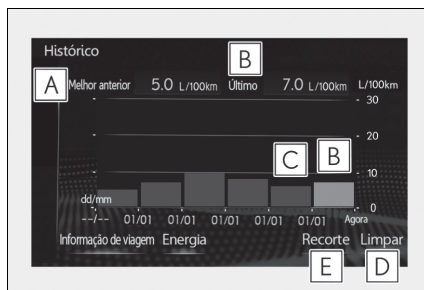 Histórico
B
A Melhor anterior 5.0 L/100km Último 7.0 L/100km L/100km
30
20
C B
10
dd/mm
0
--/-- 01/01 01/01 01/01 01/01 01/01 Agora
Informação de viagem Energia Recorte Limpar
E D